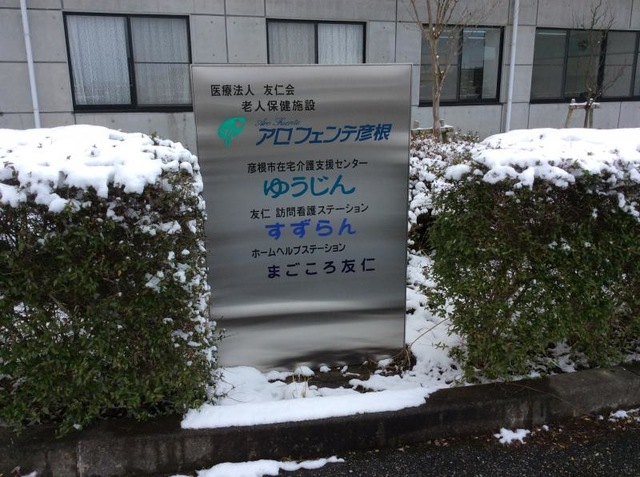 医療法人 友仁会
老人保健施設
Aro Fuente
アロフェンテ彦根
彦根市在宅介護支援センター
ゆうじん
友仁 訪問看護ステーション
すずらん
ホームヘルプステーション
まごころ友仁